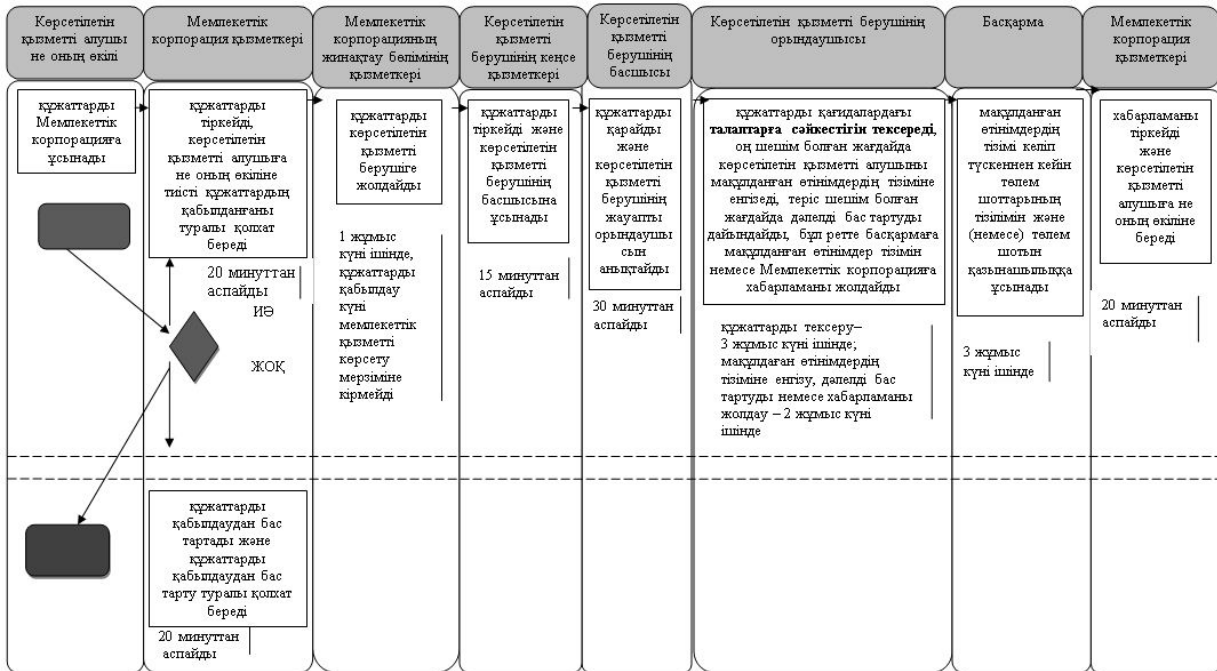 Көрсетілетін
қызметті алушы
не оның өкілі
Мемлекеттік
корпорация қызметкері
Мемлекеттік
корпорацияның
жинақтау бөлімінің
қызметкері
Көрсетілетін
қызметті
берушінің кеңсе
қызметкері
Көрсетілетін
қызметті
берушінің
басшысы
Көрсетілетін қызметті берушінің
орындаушысы
Басқарма
Мемлекеттік
корпорация
қызметкері
құжаттарды
Мемлекеттік
корпорацияға
ұсынады
құжаттарды
тіркейді,
көрсетілетін
қызметті алушыға
не оның өкіліне
тиісті құжаттардың
қабылданғаны
туралы қолхат
береді
20 минуттан
аспайды
ИӘ
ЖОҚ
құжаттарды
көрсетілетін
қызметті
берушіге
жолдайды
1 жұмыс
күні ішінде,
құжаттарды
қабылдау
күні
мемлекеттік
қызметті
көрсету
мерзіміне
кірмейді
құжаттарды
тіркейді және
көрсетілетін
қызметті
берушінің
басшысына
ұсынады
15 минуттан
аспайды
құжаттарды
қарайды
және
көрсетілетін
қызметті
берушінің
жауапты
орындаушы
сын
анықтайды
30 минуттан
аспайды
құжаттарды қағидалардағы
талаптарға сәйкестігін тексереді,
оң шешім болған жағдайда
көрсетілетін қызметті алушыны
мақұлданған өтінімдердің тізіміне
енгізеді, теріс шешім болған
жағдайда дәлелді бас тартуды
дайындайды, бұл ретте басқармаға
мақұлданған өтінімдер тізімін
немесе Мемлекеттік корпорацияға
хабарламаны жолдайды
құжаттарды тексеру–
3 жұмыс күні ішінде;
мақұлдаған өтінімдердің
тізіміне енгізу, дәлелді бас
тартуды немесе хабарламаны
жолдау – 2 жұмыс күні
ішінде
мақұлданған
өтінімдердің
тізімі келіп
түскеннен кейін
төлем
шоттарының
тізілімін және
(немесе) төлем
шотын
қазынашылыққа
ұсынады
3 жұмыс
күні ішінде
хабарламаны
тіркейді
және
көрсетілетін
қызметті
алушыға не
оның өкіліне
береді
20 минуттан
аспайды
құжаттарды
қабылдаудан бас
тартады және
құжаттарды
қабылдаудан бас
тарту туралы қолхат
береді
20 минуттан
аспайды